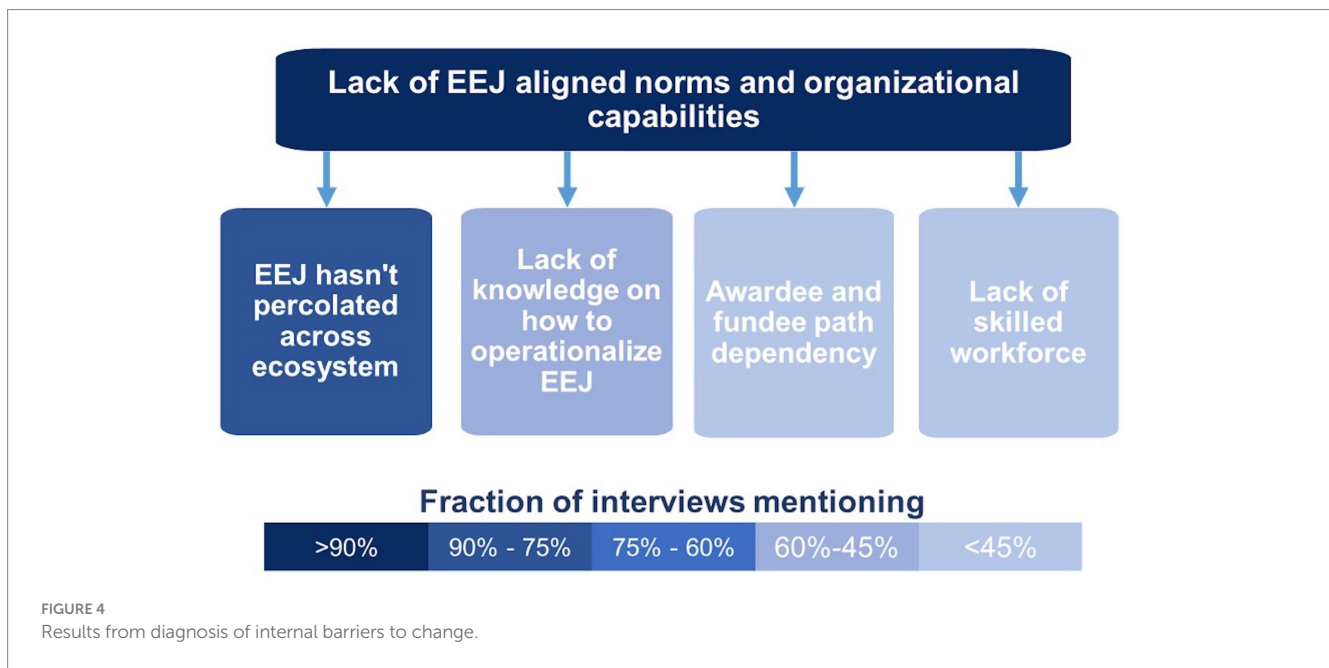 Lack of EEJ aligned norms and organizational
capabilities
EEJ hasn't
percolated
across
ecosystem
Lack of
knowledge on
how to
operationalize
EEJ
Awardee and
fundee path
dependency
Lack of
skilled
workforce
Fraction of interviews mentioning
>90%
90% - 75%
75% - 60%
60%-45%
<45%
FIGURE 4
Results from diagnosis of internal barriers to change.